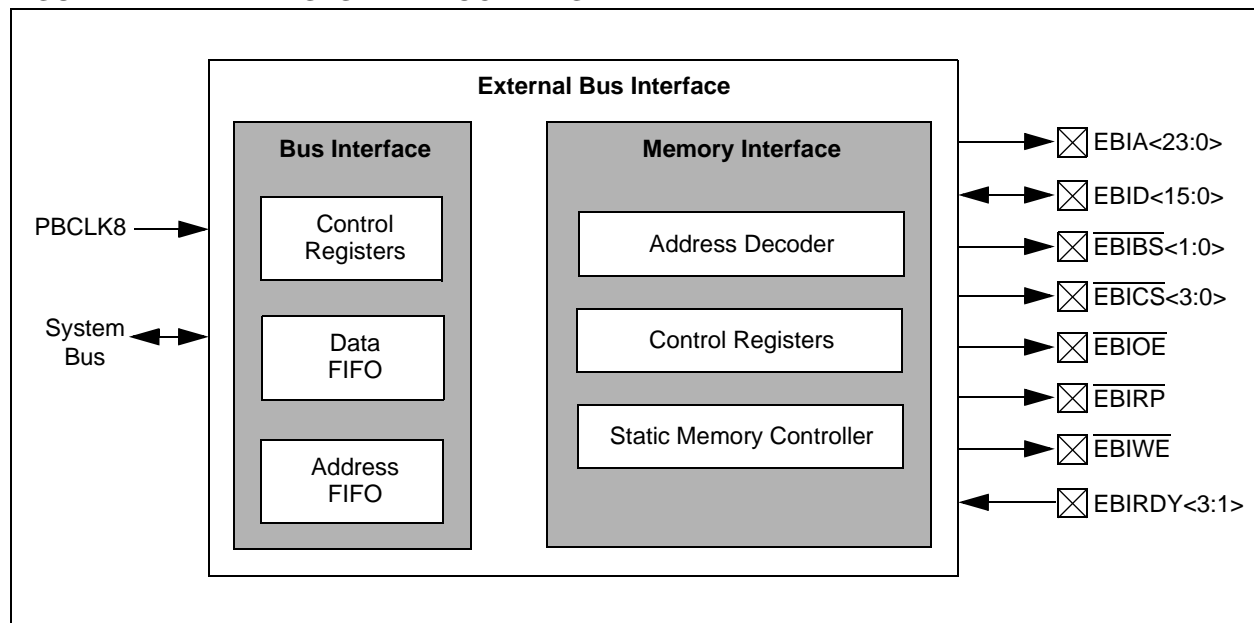 External Bus Interface
Bus Interface
Memory Interface
PBCLK8
System
Bus
Control
Registers
Data
FIFO
Address
FIFO
Address Decoder
Control Registers
Static Memory Controller
EBIA<23:0>
EBID<15:0>
EBIBS<1:0>
EBICS<3:0>
EBIOE
EBIRP
EBIWE
EBIRDY<3:1>